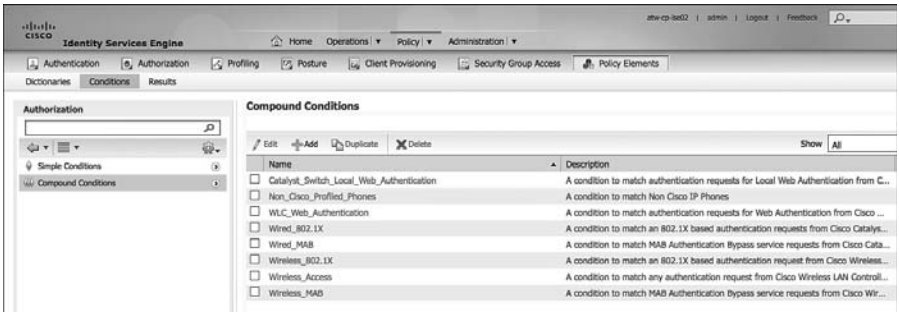 atw-cp-ise02 | admin | Logout | Feedback
CISCO
Identity Services Engine
Home Operations Policy Administration
Authentication Authorization Profiling Posture Client Provisioning Security Group Access Policy Elements
Dictionaries Conditions Results
Authorization
Simple Conditions
Compound Conditions
Compound Conditions
Edit Add Duplicate Delete Show All
Name Description
Catalyst_Switch_Local_Web_Authentication A condition to match authentication requests for Local Web Authentication from C...
Non_Cisco_Profiled_Phones A condition to match Non Cisco IP Phones
WLC_Web_Authentication A condition to match authentication requests for Web Authentication from Cisco ...
Wired_802.1X A condition to match an 802.1X based authentication requests from Cisco Catalys...
Wired_MAB A condition to match MAB Authentication Bypass service requests from Cisco Cata...
Wireless_802.1X A condition to match an 802.1X based authentication request from Cisco Wireless...
Wireless_Access A condition to match any authentication request from Cisco Wireless LAN Controll...
Wireless_MAB A condition to match MAB Authentication Bypass service requests from Cisco Wir...